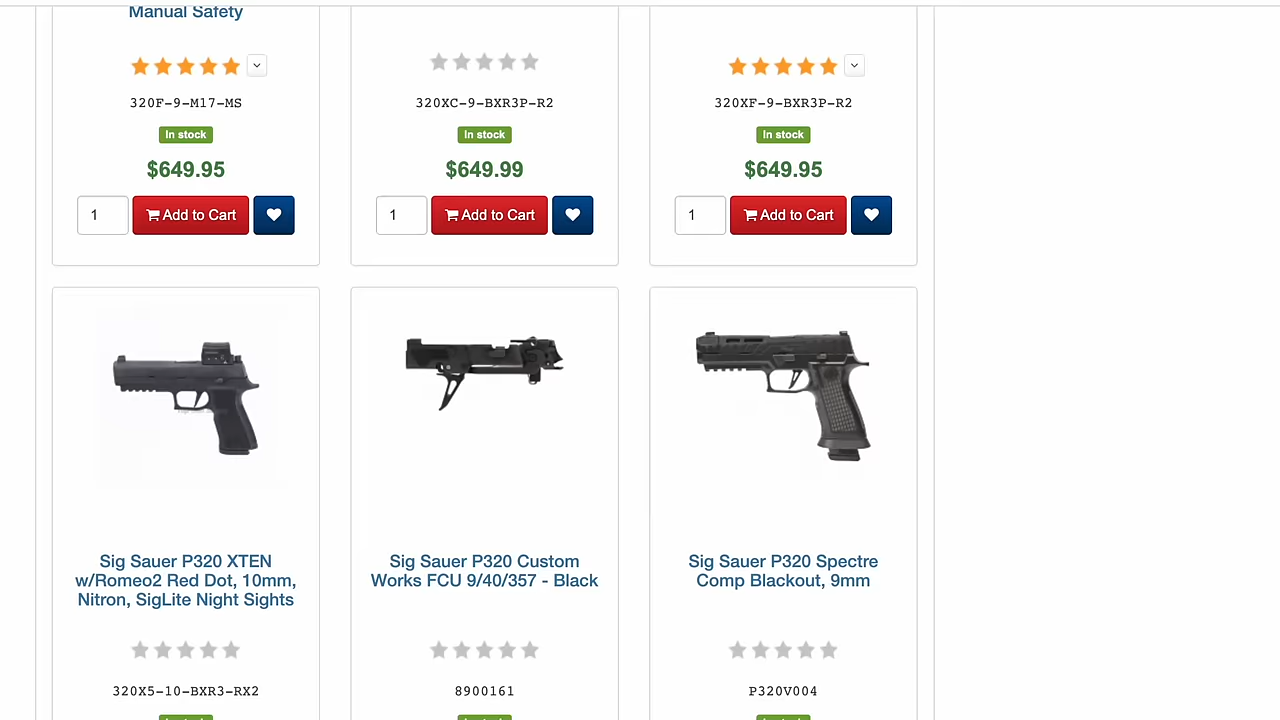 Manual Safety
320F-9-M17-MS
320XC-9-BXR3P-R2
320XF-9-BXR3P-R2
In stock
In stock
In stock
$649.95
$649.99
$649.95
1
Add to Cart
1
Add to Cart
1
Add to Cart
Sig Sauer P320 XTEN
w/Romeo2 Red Dot, 10mm,
Nitron, SigLite Night Sights
Sig Sauer P320 Custom
Works FCU 9/40/357 - Black
Sig Sauer P320 Spectre
Comp Blackout, 9mm
320X5-10-BXR3-RX2
8900161
P320V004